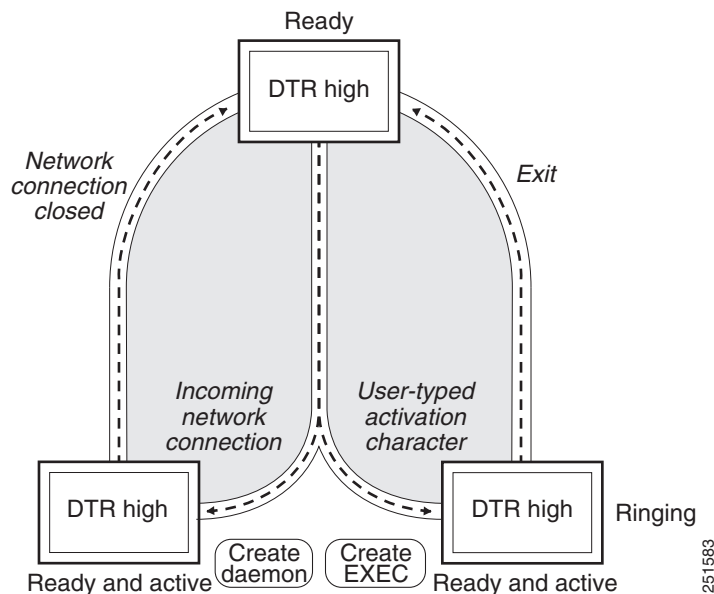 Ready
DTR high
Network
connection
closed
Exit
Incoming
network
connection
User-typed
activation
character
DTR high
DTR high
Ringing
Create
daemon
Create
EXEC
Ready and active
Ready and active
251583